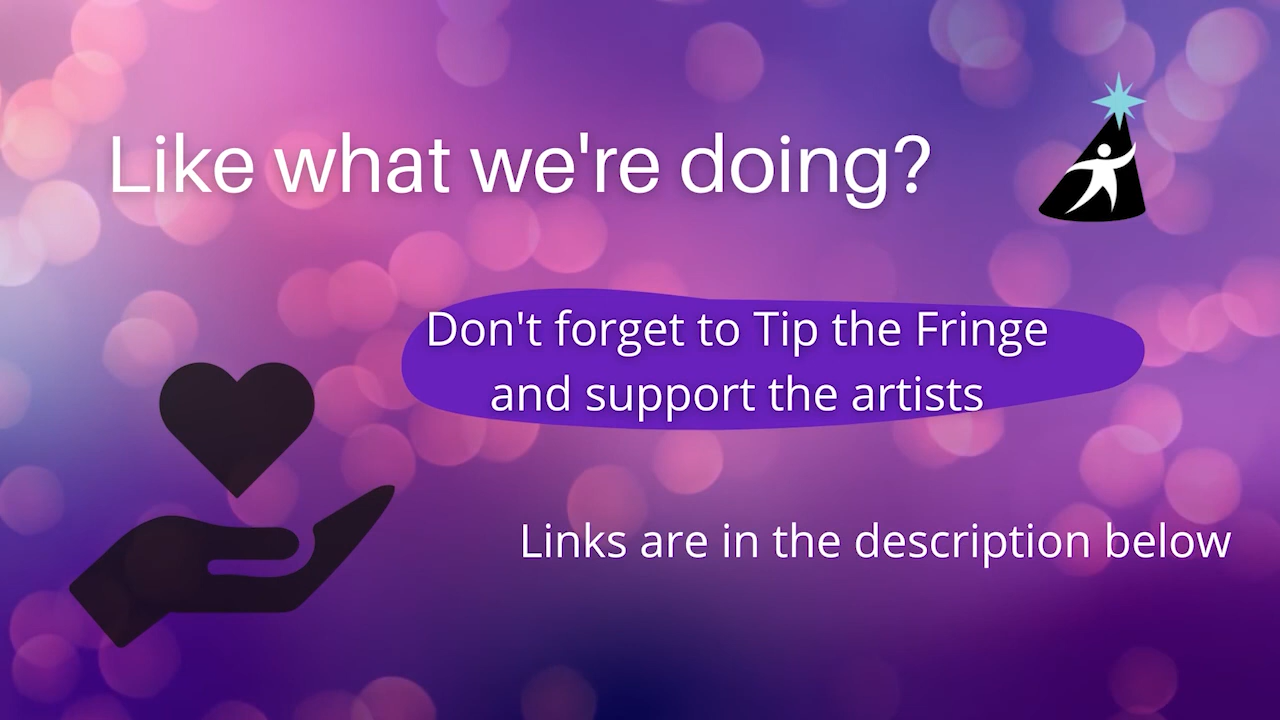 Like what we're doing?
Don't forget to Tip the Fringe
and support the artists
Links are in the description below